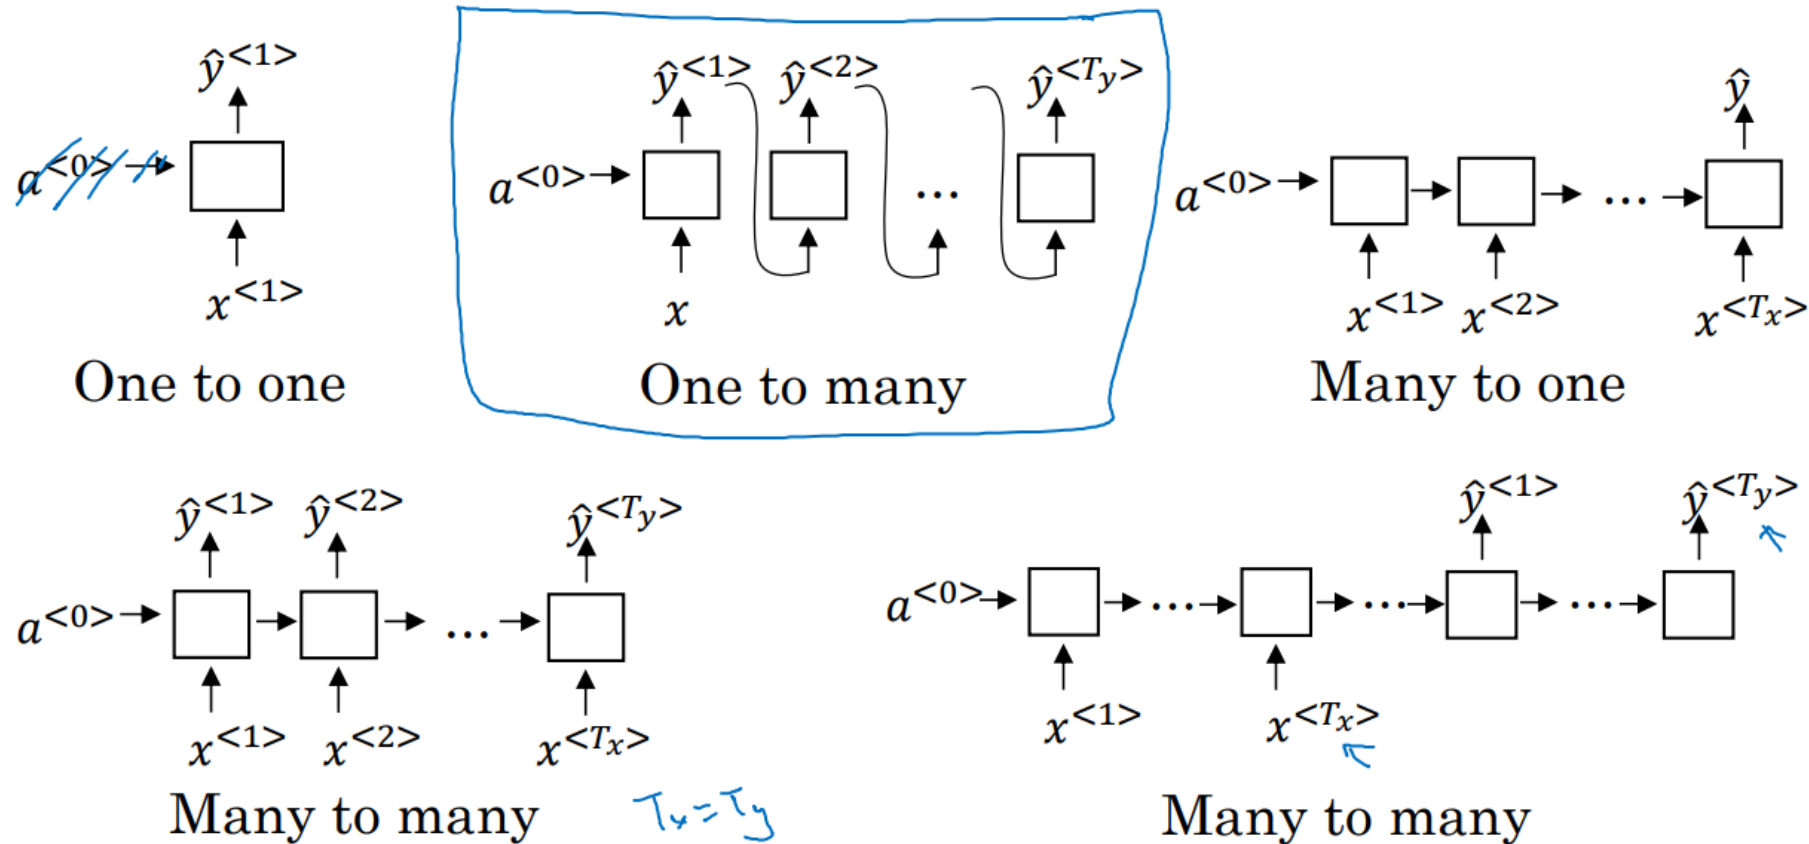 ŷ<1>
a<0>
x<1>
One to one
ŷ<1> ŷ<2> ŷ<Ty>
a<0> ...
x
One to many
ŷ
a<0> ...
x<1> x<2> x<Tx>
Many to one
ŷ<1> ŷ<2> ŷ<Ty>
a<0> ...
x<1> x<2> x<Tx>
Many to many
Tx=Ty
ŷ<1> ŷ<Ty>
a<0> ... ... ...
x<1> x<Tx>
Many to many